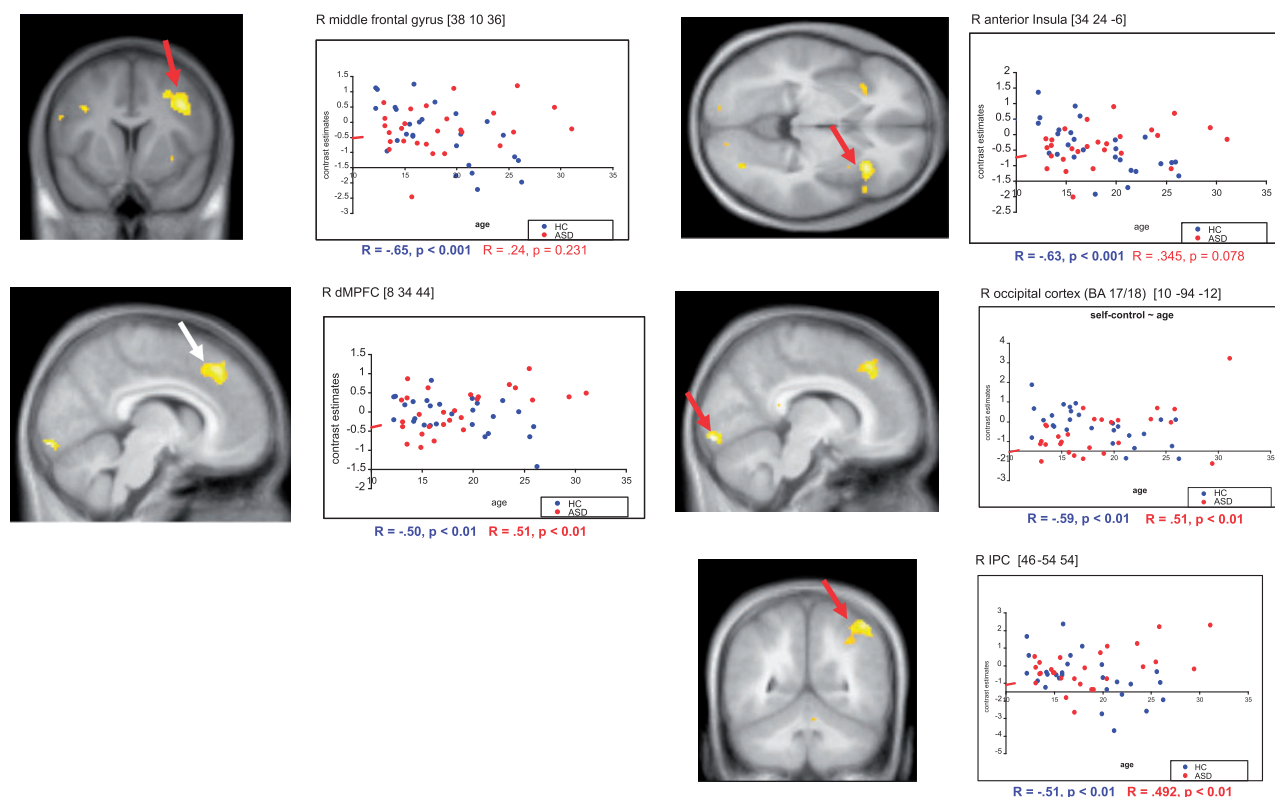 R middle frontal gyrus [38 10 36]
contrast estimates
1.5
1
0.5
0
-0.5
-1
-1.5
-2
-2.5
-3
10 15 20 25 30 35
age
HC
ASD
R = -.65, p < 0.001 R = .24, p = 0.231
R anterior Insula [34 24 -6]
contrast estimates
2
1.5
1
0.5
0
-0.5
-1
-1.5
-2
-2.5
10 15 20 25 30 35
age
HC
ASD
R = -.63, p < 0.001 R = .345, p = 0.078
R dMPFC [8 34 44]
contrast estimates
1.5
1
0.5
0
-0.5
-1
-1.5
-2
10 15 20 25 30 35
age
HC
ASD
R = -.50, p < 0.01 R = .51, p < 0.01
R occipital cortex (BA 17/18) [10 -94 -12]
self-control ~ age
contrast estimates
4
3
2
1
0
-1
-2
-3
10 15 20 25 30 35
age
HC
ASD
R = -.59, p < 0.01 R = .51, p < 0.01
R IPC [46 -54 54]
contrast estimates
3
2
1
0
-1
-2
-3
-4
-5
10 15 20 25 30 35
age
HC
ASD
R = -.51, p < 0.01 R = .492, p < 0.01